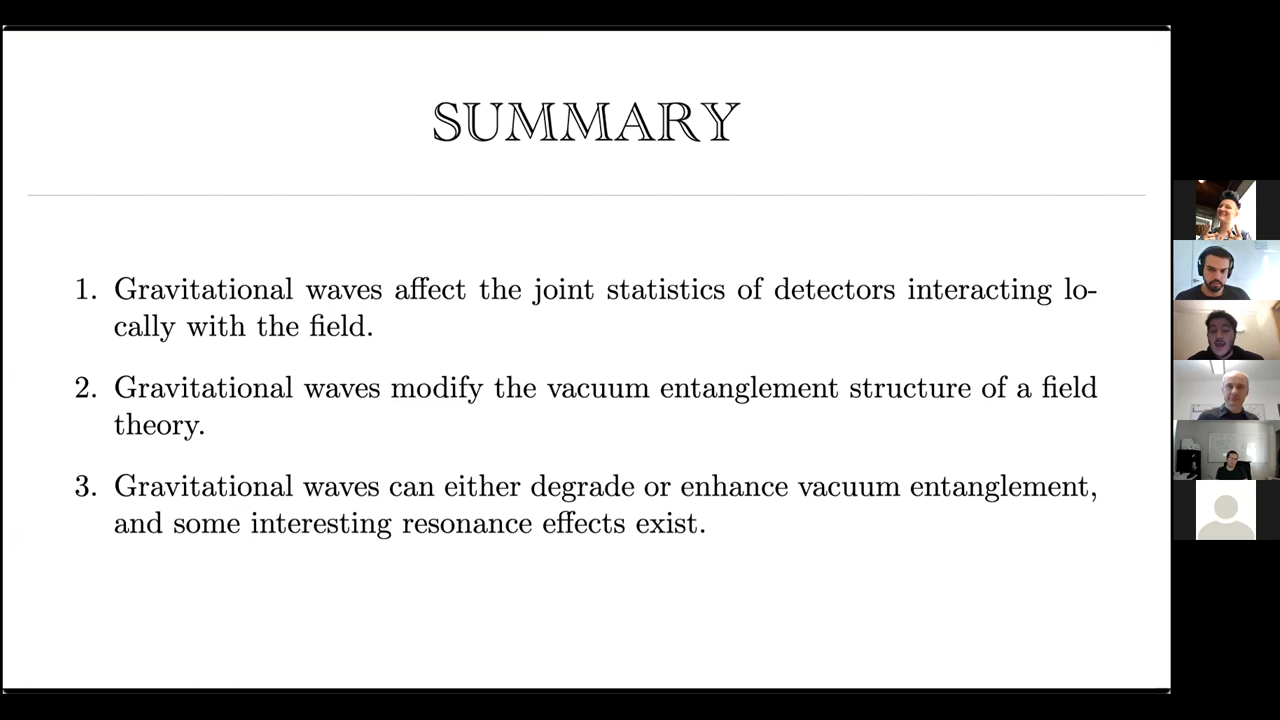 SUMMARY
1. Gravitational waves affect the joint statistics of detectors interacting lo-
cally with the field.
2. Gravitational waves modify the vacuum entanglement structure of a field
theory.
3. Gravitational waves can either degrade or enhance vacuum entanglement,
and some interesting resonance effects exist.